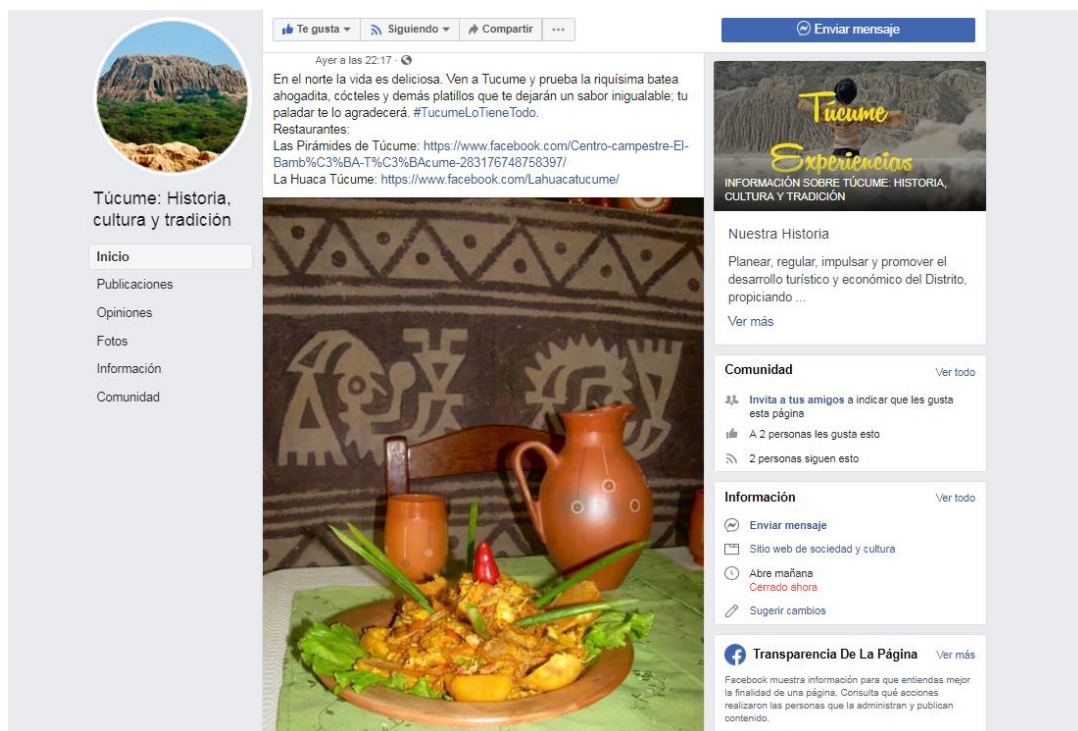 Te gusta
Siguiendo
Compartir
Enviar mensaje
Ayer a las 22:17 ·
En el norte la vida es deliciosa. Ven a Tucume y prueba la riquísima batea
ahogadita, cócteles y demás platillos que te dejarán un sabor inigualable; tu
paladar te lo agradecerá. #TucumeLoTieneTodo.
Restaurantes:
Las Pirámides de Túcume: https://www.facebook.com/Centro-campestre-El-
Bamb%C3%BA-T%C3%BAcume-283176748758397/
La Huaca Túcume: https://www.facebook.com/Lahuacatucume/
Túcume: Historia,
cultura y tradición
Inicio
Publicaciones
Opiniones
Fotos
Información
Comunidad
Túcume
Experiencias
INFORMACIÓN SOBRE TÚCUME: HISTORIA,
CULTURA Y TRADICIÓN
Nuestra Historia
Planear, regular, impulsar y promover el
desarrollo turístico y económico del Distrito,
propiciando ...
Ver más
Comunidad
Ver todo
Invita a tus amigos a indicar que les gusta
esta página
A 2 personas les gusta esto
2 personas siguen esto
Información
Ver todo
Enviar mensaje
Sitio web de sociedad y cultura
Abre mañana
Cerrado ahora
Sugerir cambios
Transparencia De La Página
Ver más
Facebook muestra información para que entiendas mejor
la finalidad de una página. Consulta qué acciones
realizaron las personas que la administran y publican
contenido.